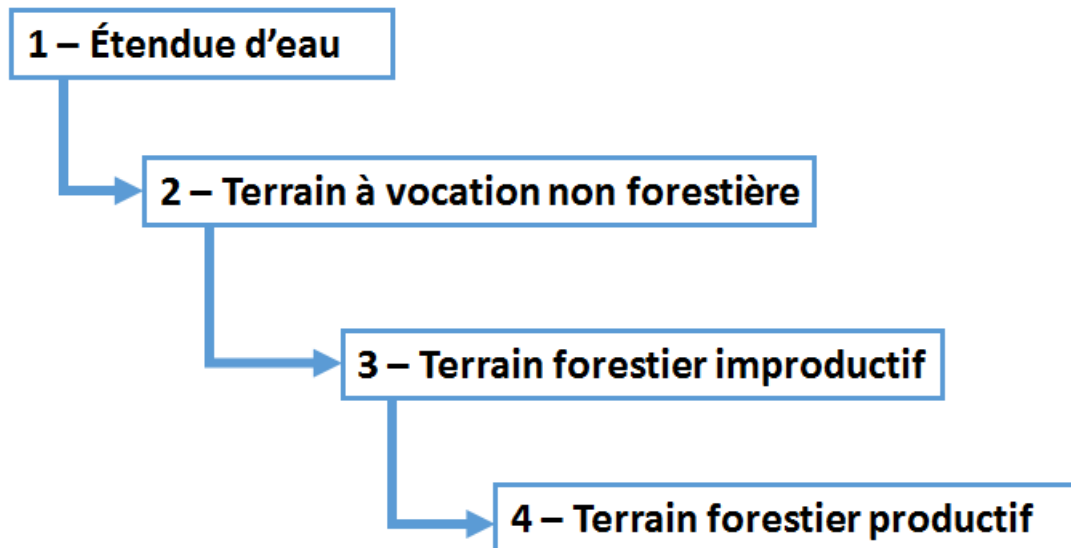 1 – Étendue d’eau
2 – Terrain à vocation non forestière
3 – Terrain forestier improductif
4 – Terrain forestier productif